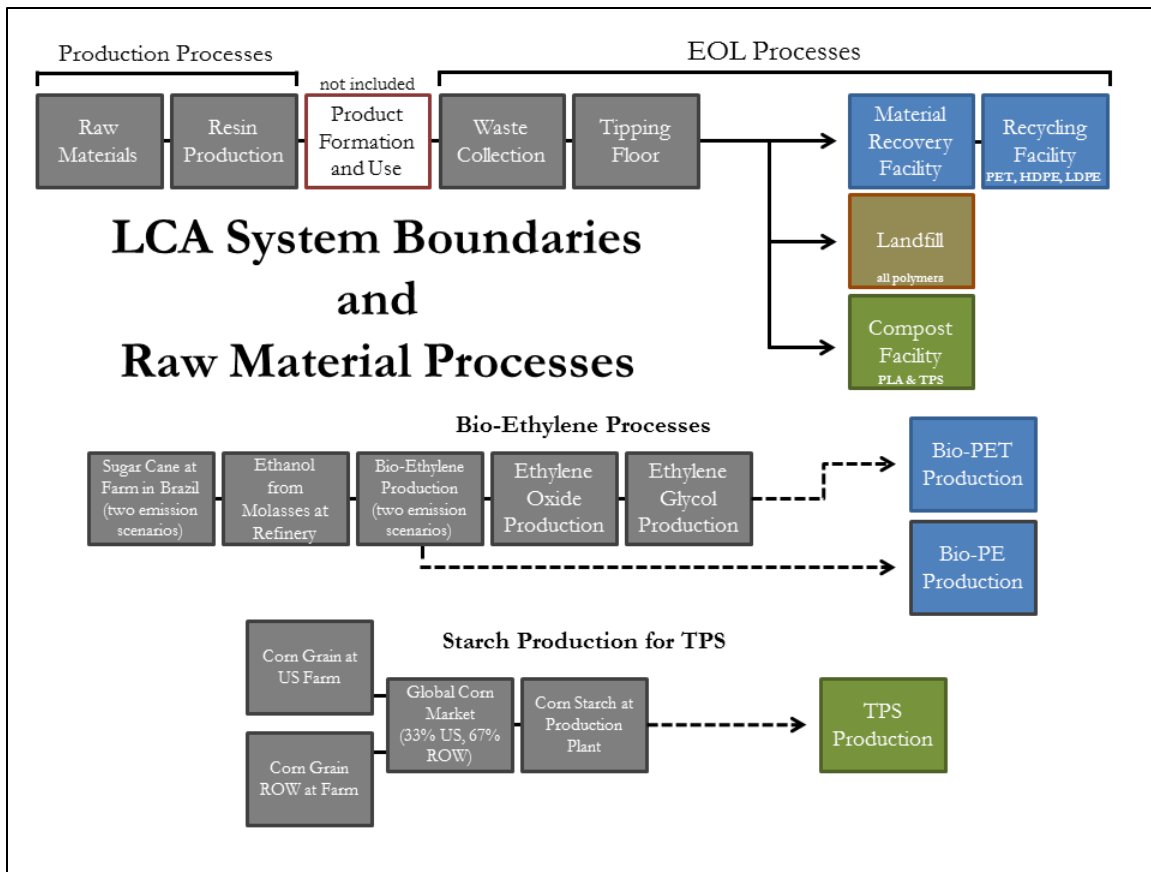 Production Processes
EOL Processes
not included
Raw
Materials
Resin
Production
Product
Formation
and Use
Waste
Collection
Tipping
Floor
Material
Recovery
Facility
Recycling
Facility
PET, HDPE, LDPE
LCA System Boundaries
and
Raw Material Processes
Landfill
all polymers
Compost
Facility
PLA & TPS
Bio-Ethylene Processes
Sugar Cane at
Farm in Brazil
(two emission
scenarios)
Ethanol
from
Molasses at
Refinery
Bio-Ethylene
Production
(two emission
scenarios)
Ethylene
Oxide
Production
Ethylene
Glycol
Production
Bio-PET
Production
Bio-PE
Production
Starch Production for TPS
Corn Grain at
US Farm
Corn Grain
ROW at Farm
Global Corn
Market
(33% US, 67%
ROW)
Corn Starch at
Production
Plant
TPS
Production